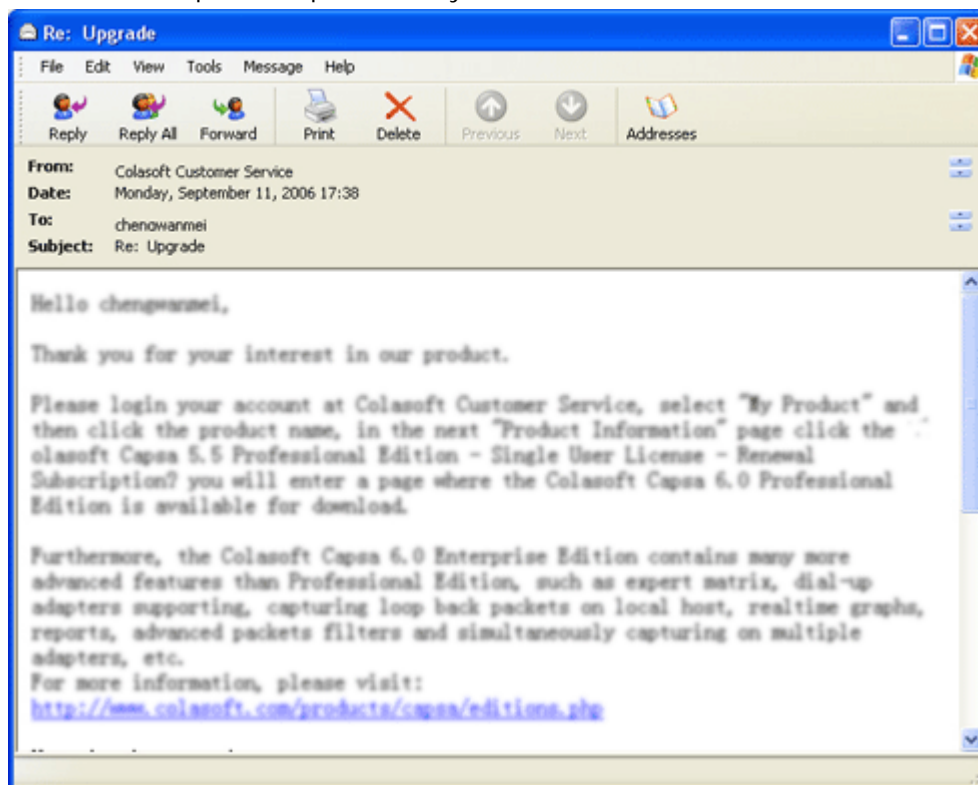 Re: Upgrade
File Edit View Tools Message Help
Reply Reply All Forward Print Delete Previous Next Addresses
From: Colasoft Customer Service
Date: Monday, September 11, 2006 17:38
To: chengwanmei
Subject: Re: Upgrade
Hello chengwanmei,
Thank you for your interest in our product.
Please login your account at Colasoft Customer Service, select "My Product" and
then click the product name, in the next "Product Information" page click the
olasoft Capsa 5.5 Professional Edition - Single User License - Renewal
Subscription? you will enter a page where the Colasoft Capsa 6.0 Professional
Edition is available for download.
Furthermore, the Colasoft Capsa 6.0 Enterprise Edition contains many more
advanced features than Professional Edition, such as expert matrix, dial-up
adapters supporting, capturing loop back packets on local host, realtime graphs,
reports, advanced packets filters and simultaneously capturing on multiple
adapters, etc.
For more information, please visit:
http://www.colasoft.com/products/capsa/editions.php